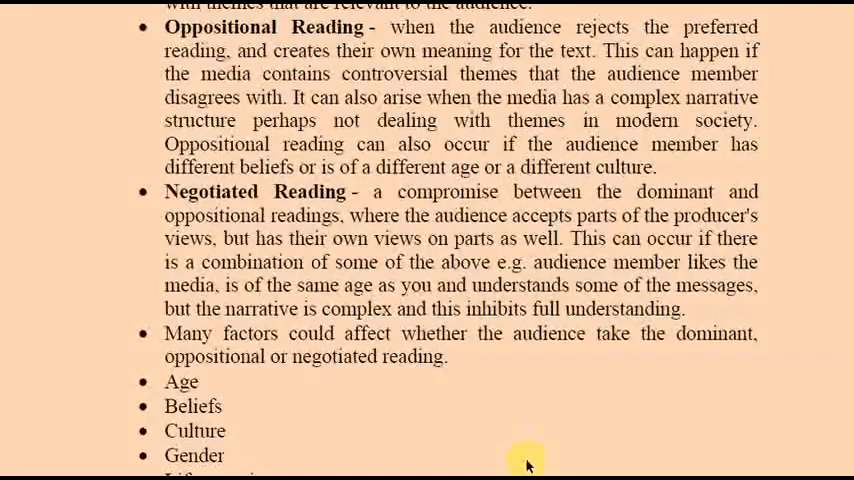 with themes that are relevant to the audience.
• Oppositional Reading - when the audience rejects the preferred
reading, and creates their own meaning for the text. This can happen if
the media contains controversial themes that the audience member
disagrees with. It can also arise when the media has a complex narrative
structure perhaps not dealing with themes in modern society.
Oppositional reading can also occur if the audience member has
different beliefs or is of a different age or a different culture.
• Negotiated Reading - a compromise between the dominant and
oppositional readings, where the audience accepts parts of the producer's
views, but has their own views on parts as well. This can occur if there
is a combination of some of the above e.g. audience member likes the
media, is of the same age as you and understands some of the messages,
but the narrative is complex and this inhibits full understanding.
• Many factors could affect whether the audience take the dominant,
oppositional or negotiated reading.
• Age
• Beliefs
• Culture
• Gender